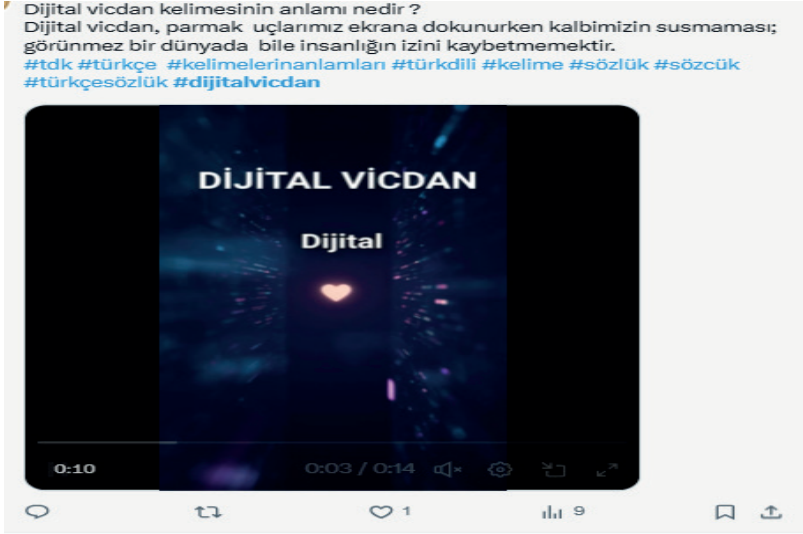 Dijital vicdan kelimesinin anlamı nedir ?
Dijital vicdan, parmak uçlarımız ekrana dokunurken kalbimizin susmaması;
görünmez bir dünyada bile insanlığın izini kaybetmemektir.
#tdk #türkçe #kelimelerinanlamları #türkdili #kelime #sözlük #sözcük
#türkçesözlük #dijitalvicdan
DİJİTAL VİCDAN
Dijital
0:10 0:03 / 0:14
1 9